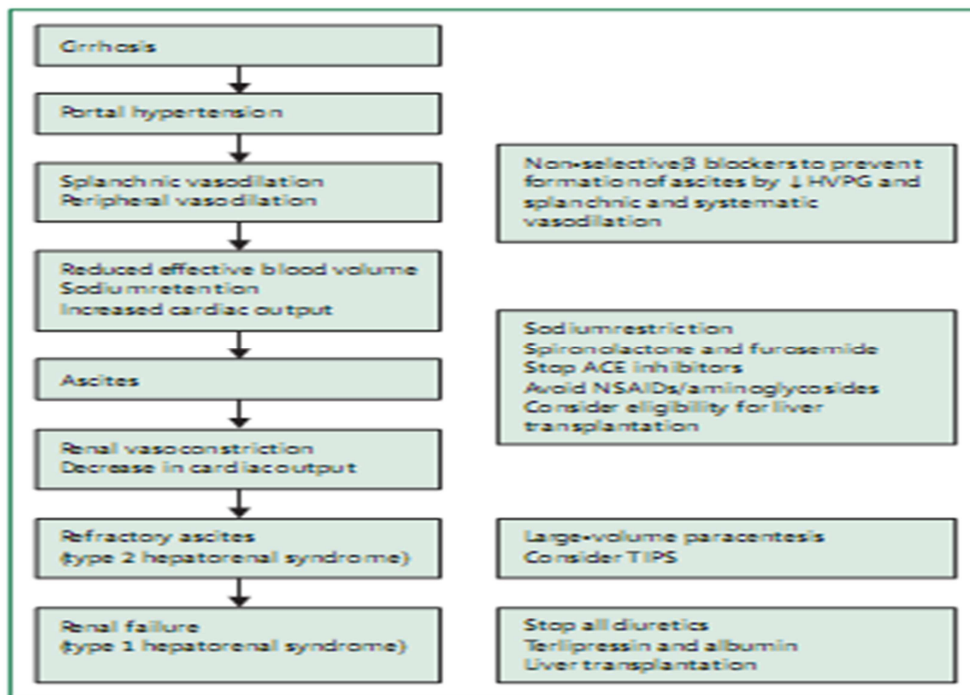 Cirrhosis
Portal hypertension
Splanchnic vasodilation
Peripheral vasodilation
Reduced effective blood volume
Sodium retention
Increased cardiac output
Ascites
Renal vasoconstriction
Decrease in cardiac output
Refractory ascites
(type 2 hepatorenal syndrome)
Renal failure
(type 1 hepatorenal syndrome)
Non-selective β blockers to prevent
formation of ascites by ↓ HVPG and
splanchnic and systematic
vasodilation
Sodium restriction
Spironolactone and furosemide
Stop ACE inhibitors
Avoid NSAIDs/aminoglycosides
Consider eligibility for liver
transplantation
Large-volume paracentesis
Consider TIPS
Stop all diuretics
Terlipressin and albumin
Liver transplantation